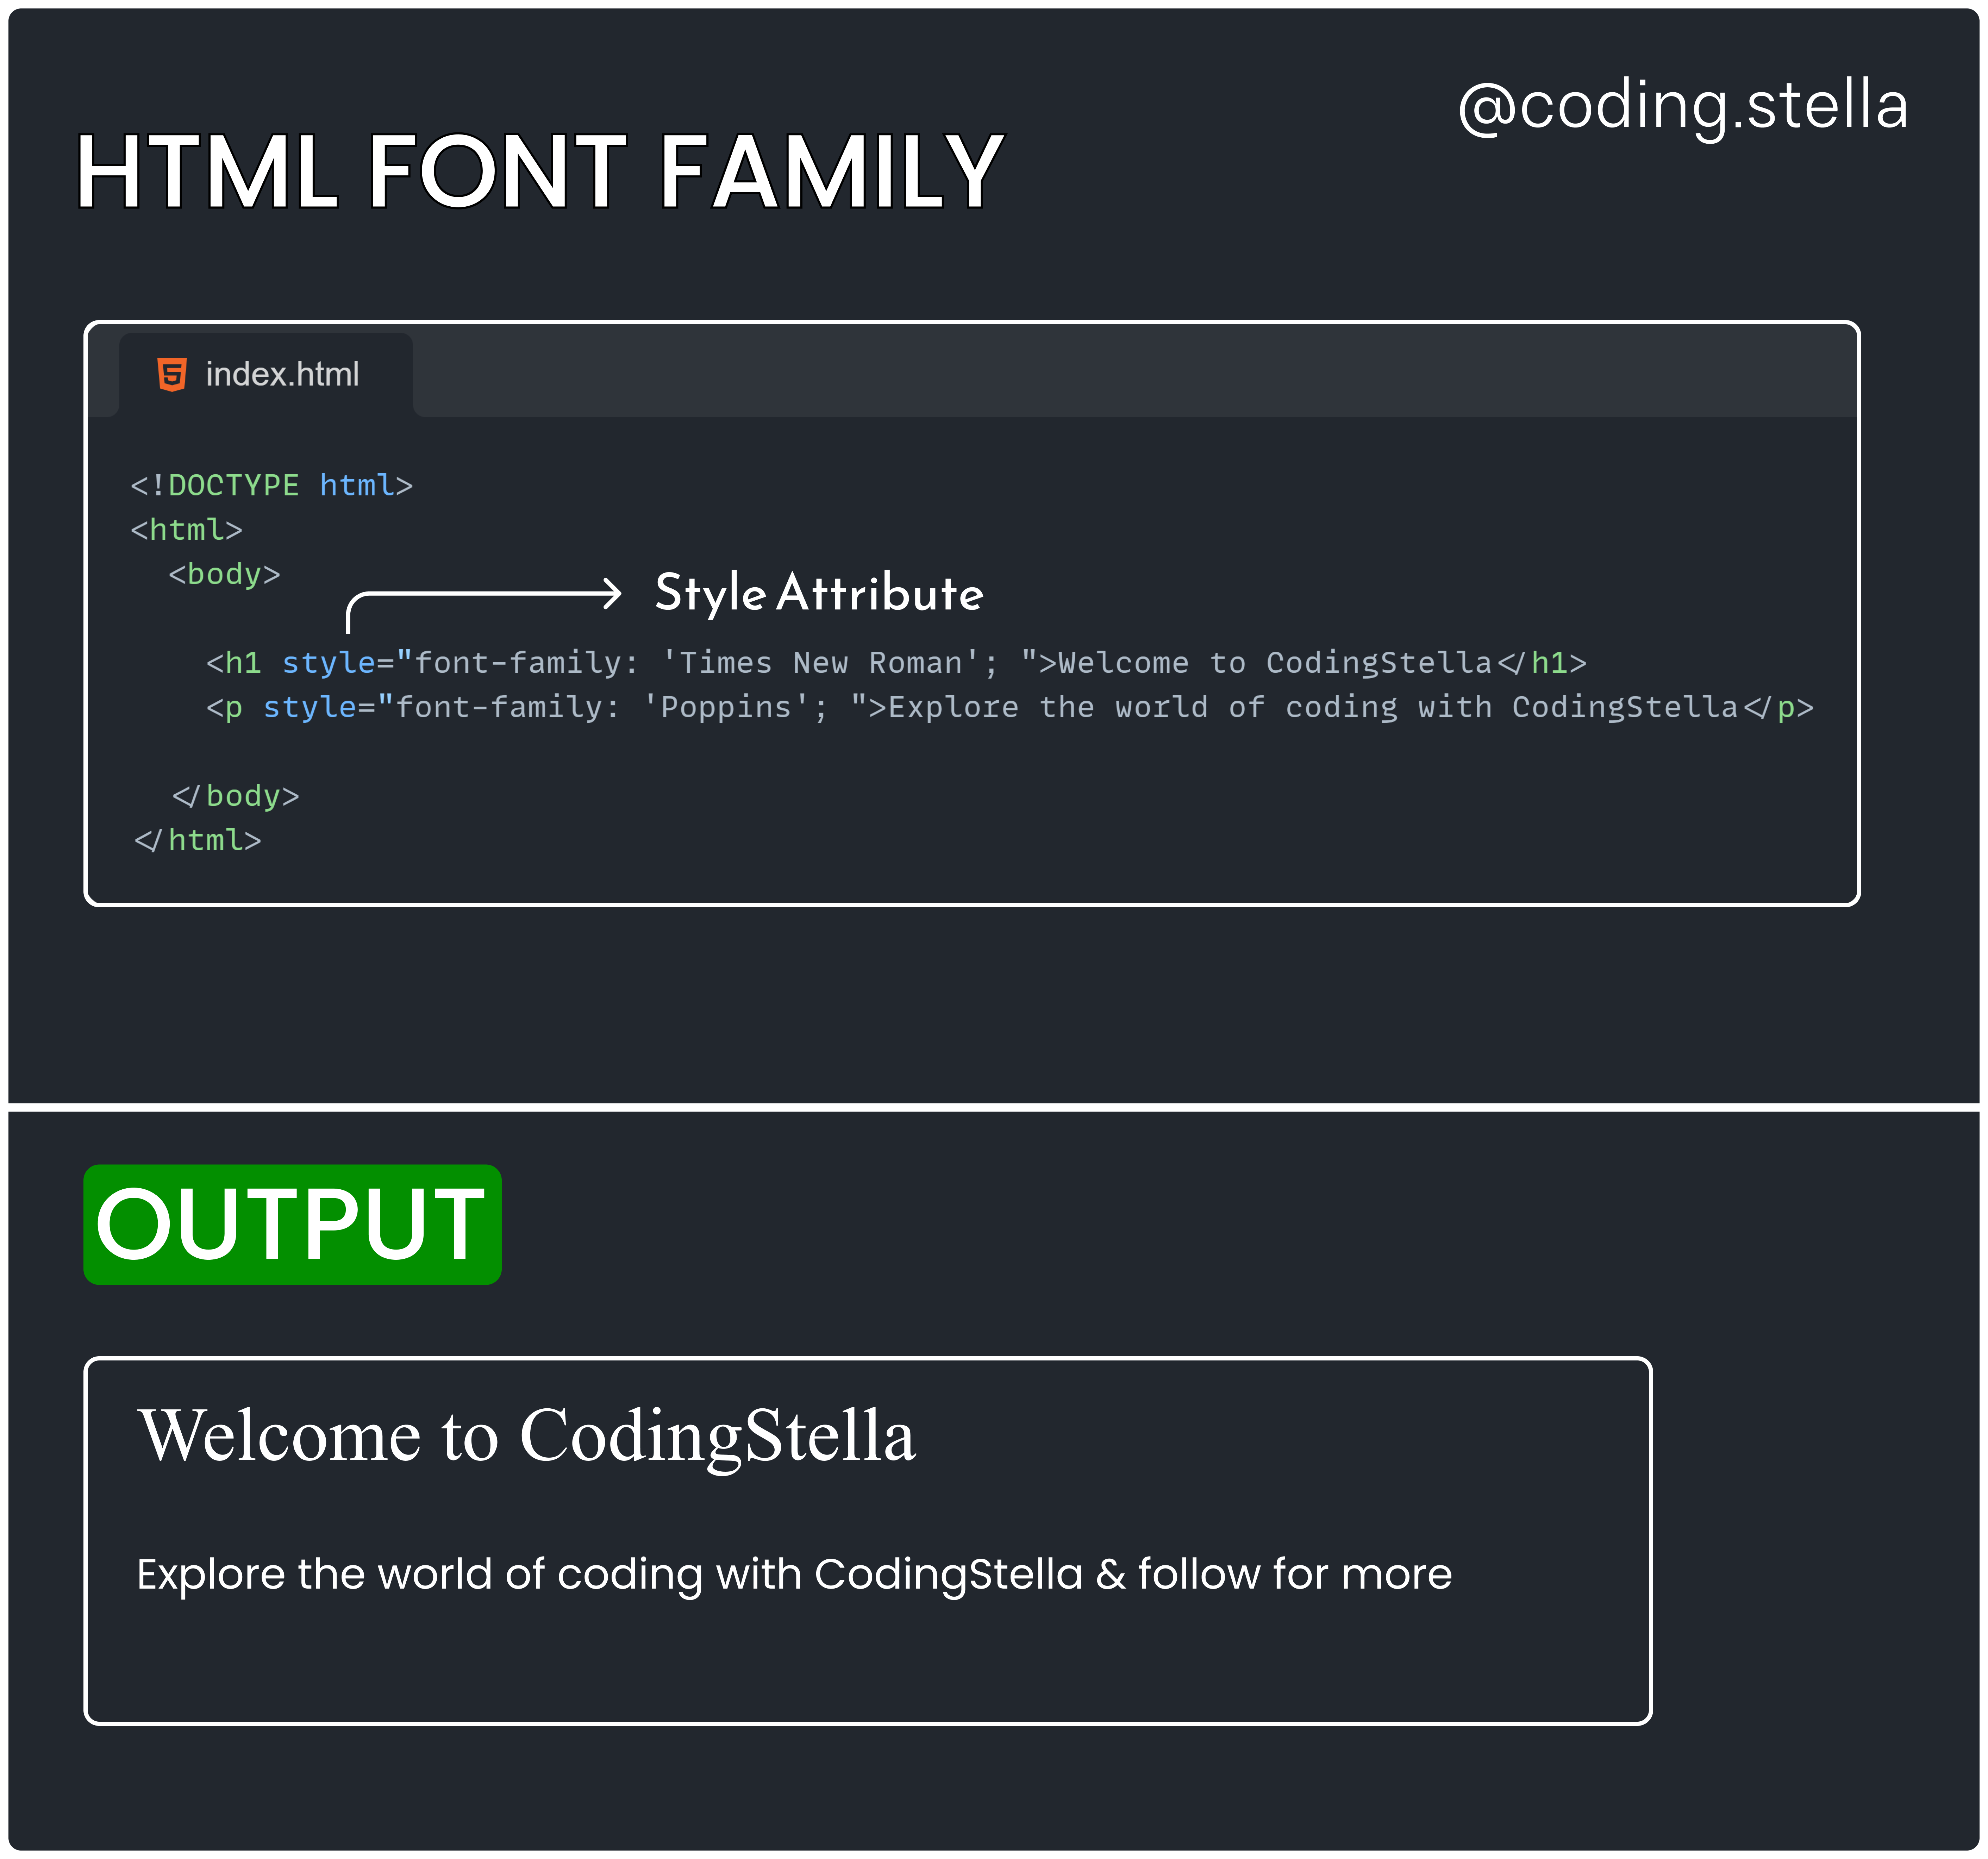 @coding.stella
HTML FONT FAMILY
index.html
<!DOCTYPE html>
<html>
<body>
Style Attribute
<h1 style="font-family: 'Times New Roman'; ">Welcome to CodingStella</h1>
<p style="font-family: 'Poppins'; ">Explore the world of coding with CodingStella</p>
</body>
</html>
OUTPUT
Welcome to CodingStella
Explore the world of coding with CodingStella & follow for more